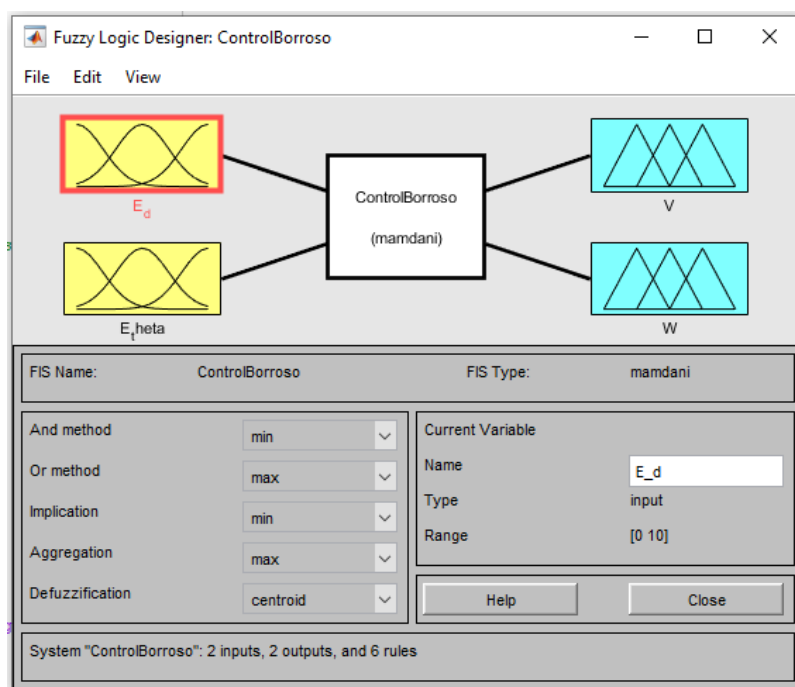 Fuzzy Logic Designer: ControlBorroso
File Edit View
E_d
ControlBorroso
(mamdani)
V
E_theta
W
FIS Name: ControlBorroso FIS Type: mamdani
And method min
Or method max
Implication min
Aggregation max
Defuzzification centroid
Current Variable
Name E_d
Type input
Range [0 10]
Help Close
System "ControlBorroso": 2 inputs, 2 outputs, and 6 rules